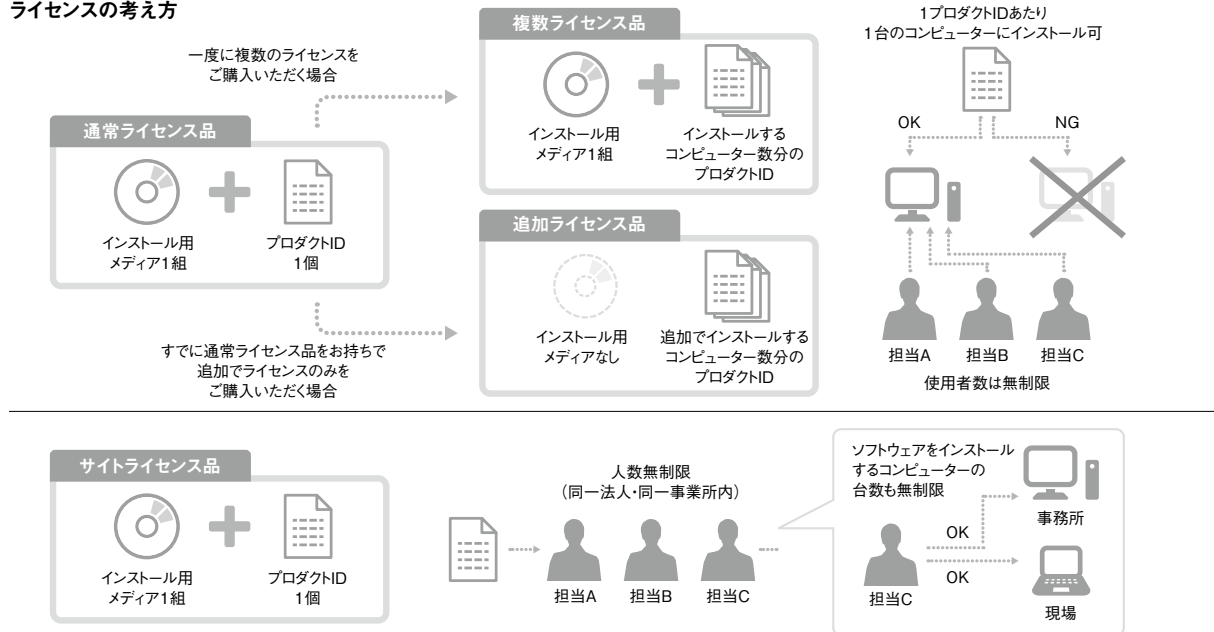 ライセンスの考え方
一度に複数のライセンスを
ご購入いただく場合
通常ライセンス品
インストール用
メディア1組
プロダクトID
1個
すでに通常ライセンス品をお持ちで
追加でライセンスのみを
ご購入いただく場合
複数ライセンス品
インストール用
メディア1組
インストールする
コンピューター数分の
プロダクトID
追加ライセンス品
インストール用
メディアなし
追加でインストールする
コンピューター数分の
プロダクトID
1プロダクトIDあたり
1台のコンピューターにインストール可
OK
NG
担当A
担当B
担当C
使用者数は無制限
サイトライセンス品
インストール用
メディア1組
プロダクトID
1個
人数無制限
（同一法人・同一事業所内）
担当A
担当B
担当C
ソフトウェアをインストール
するコンピューターの
台数も無制限
OK
事務所
OK
担当C
現場